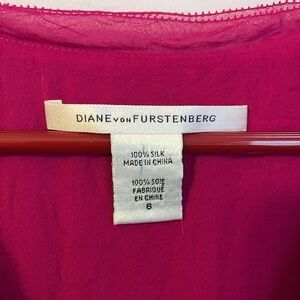 DIANE VON FURSTENBERG
100% SILK
MADE IN CHINA
100% SOIE
FABRIQUÉ
EN CHINE
6